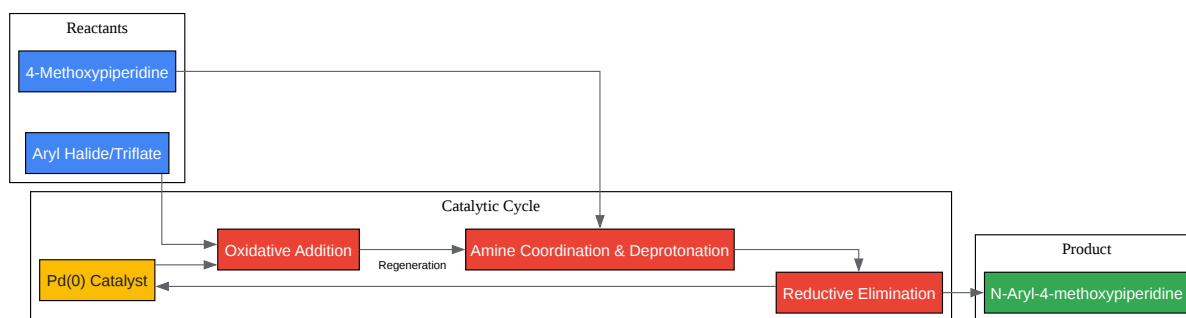 Reactants
4-Methoxypiperidine
Aryl Halide/Triflate
Catalytic Cycle
Oxidative Addition
Regeneration
Amine Coordination & Deprotonation
Pd(0) Catalyst
Reductive Elimination
Product
N-Aryl-4-methoxypiperidine